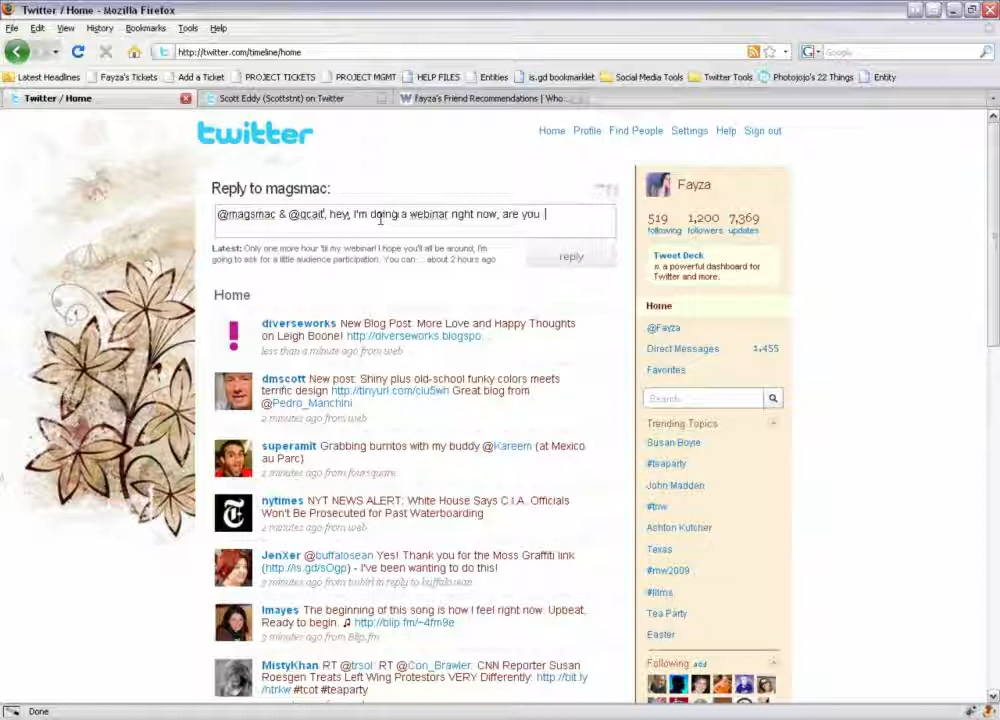 Twitter / Home - Mozilla Firefox
File Edit View History Bookmarks Tools Help
http://twitter.com/timeline/home
Google
Latest Headlines Fayza's Tickets Add a Ticket PROJECT TICKETS PROJECT MGMT HELP FILES Entities is.gd bookmarklet Social Media Tools Twitter Tools Photojojo's 22 Things Entity
Twitter / Home Scott Eddy (Scottstnt) on Twitter Fayza's Friend Recommendations | Who...
twitter
Home Profile Find People Settings Help Sign out
Reply to magsmac:
@magsmac & @qcait, hey, I'm doing a webinar right now, are you
Latest: Only one more hour 'til my webinar! I hope you'll all be around, I'm
going to ask for a little audience participation. You can... about 2 hours ago
reply
Home
diverseworks New Blog Post: More Love and Happy Thoughts
on Leigh Boone! http://diverseworks.blogspo...
less than a minute ago from web
dmscott New post: Shiny plus old-school funky colors meets
terrific design http://tinyurl.com/ciu5wh Great blog from
@Pedro_Manchini
2 minutes ago from web
superamit Grabbing burritos with my buddy @Kareem (at Mexico
au Parc)
2 minutes ago from foursquare
nytimes NYT NEWS ALERT: White House Says C.I.A. Officials
Won't Be Prosecuted for Past Waterboarding
2 minutes ago from web
JenXer @buffalosean Yes! Thank you for the Moss Graffiti link
(http://is.gd/sOgp) - I've been wanting to do this!
3 minutes ago from twhirl in reply to buffalosean
lmayes The beginning of this song is how I feel right now. Upbeat.
Ready to begin. ♫ http://blip.fm/~4fm9e
3 minutes ago from Blip.fm
MistyKhan RT @trsol: RT @Con_Brawler: CNN Reporter Susan
Roesgen Treats Left Wing Protestors VERY Differently: http://bit.ly
/htrkw #tcot #teaparty
Fayza
519 1,200 7,369
following followers updates
Tweet Deck
n. a powerful dashboard for
Twitter and more.
Home
@Fayza
Direct Messages 1,455
Favorites
Search
Trending Topics
Susan Boyle
#teaparty
John Madden
#tnw
Ashton Kutcher
Texas
#mw2009
#films
Tea Party
Easter
Following add
Done